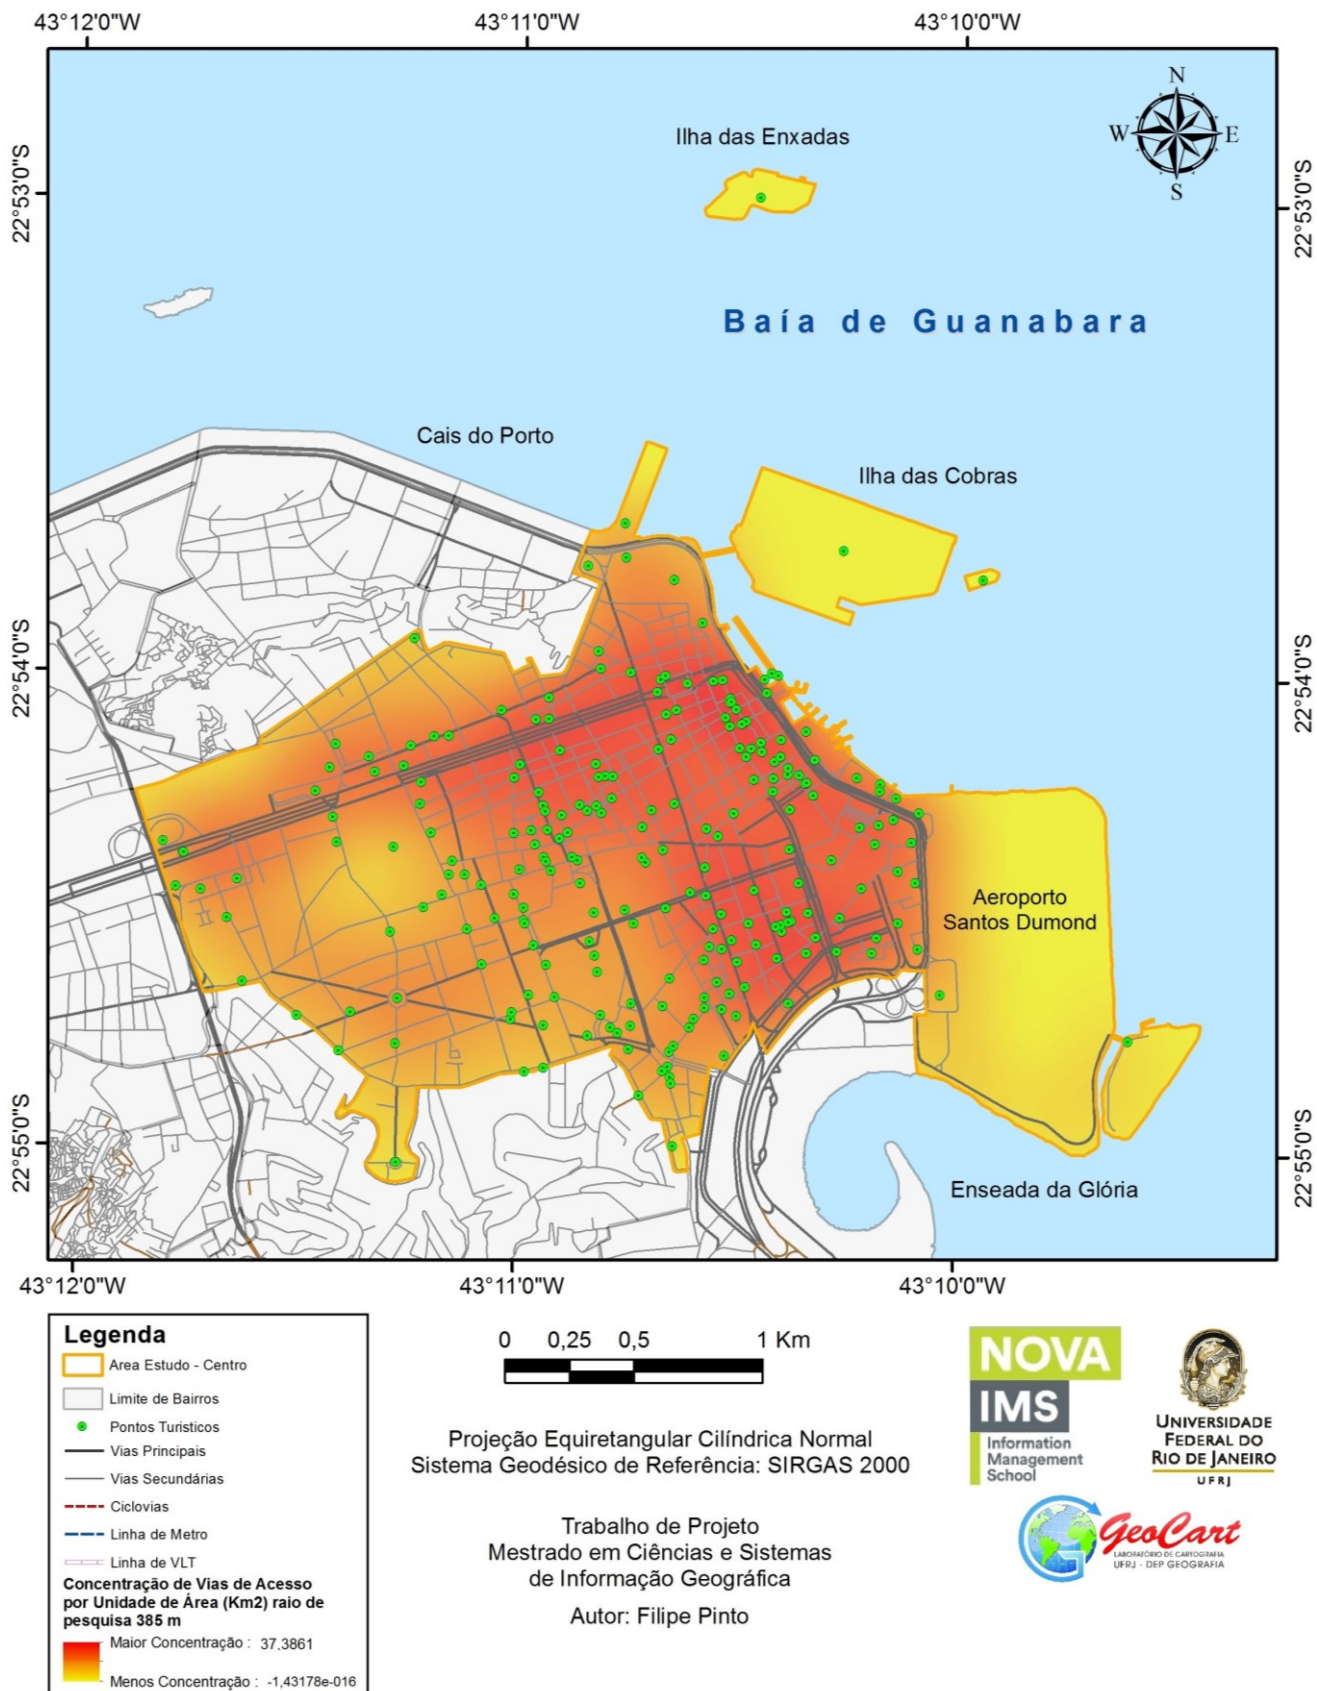 43°12'0"W
43°11'0"W
43°10'0"W
N
W
E
S
Ilha das Enxadas
22°53'0"S
22°53'0"S
Baía de Guanabara
Cais do Porto
Ilha das Cobras
22°54'0"S
22°54'0"S
Aeroporto
Santos Dumond
22°55'0"S
22°55'0"S
Enseada da Glória
43°12'0"W
43°11'0"W
43°10'0"W
Legenda
Area Estudo - Centro
Limite de Bairros
Pontos Turisticos
Vias Principais
Vias Secundárias
Ciclovias
Linha de Metro
Linha de VLT
Concentração de Vias de Acesso
por Unidade de Área (Km2) raio de
pesquisa 385 m
Maior Concentração : 37,3861
Menos Concentração : -1,43178e-016
0 0,25 0,5 1 Km
Projeção Equiretangular Cilíndrica Normal
Sistema Geodésico de Referência: SIRGAS 2000
Trabalho de Projeto
Mestrado em Ciências e Sistemas
de Informação Geográfica
Autor: Filipe Pinto
NOVA
IMS
Information
Management
School
UNIVERSIDADE
FEDERAL DO
RIO DE JANEIRO
UFRJ
GeoCart
LABORATÓRIO DE CARTOGRAFIA
UFRJ - DEP GEOGRAFIA